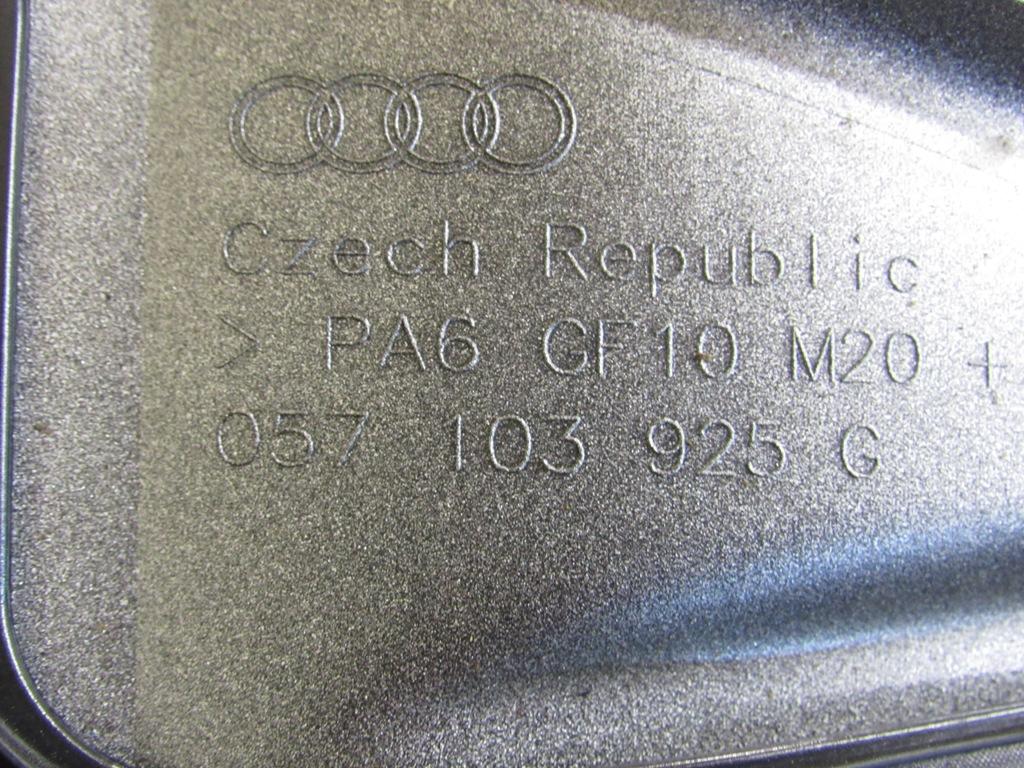 Czech Republic
> PA6 GF10 M20 +
057 103 925 G